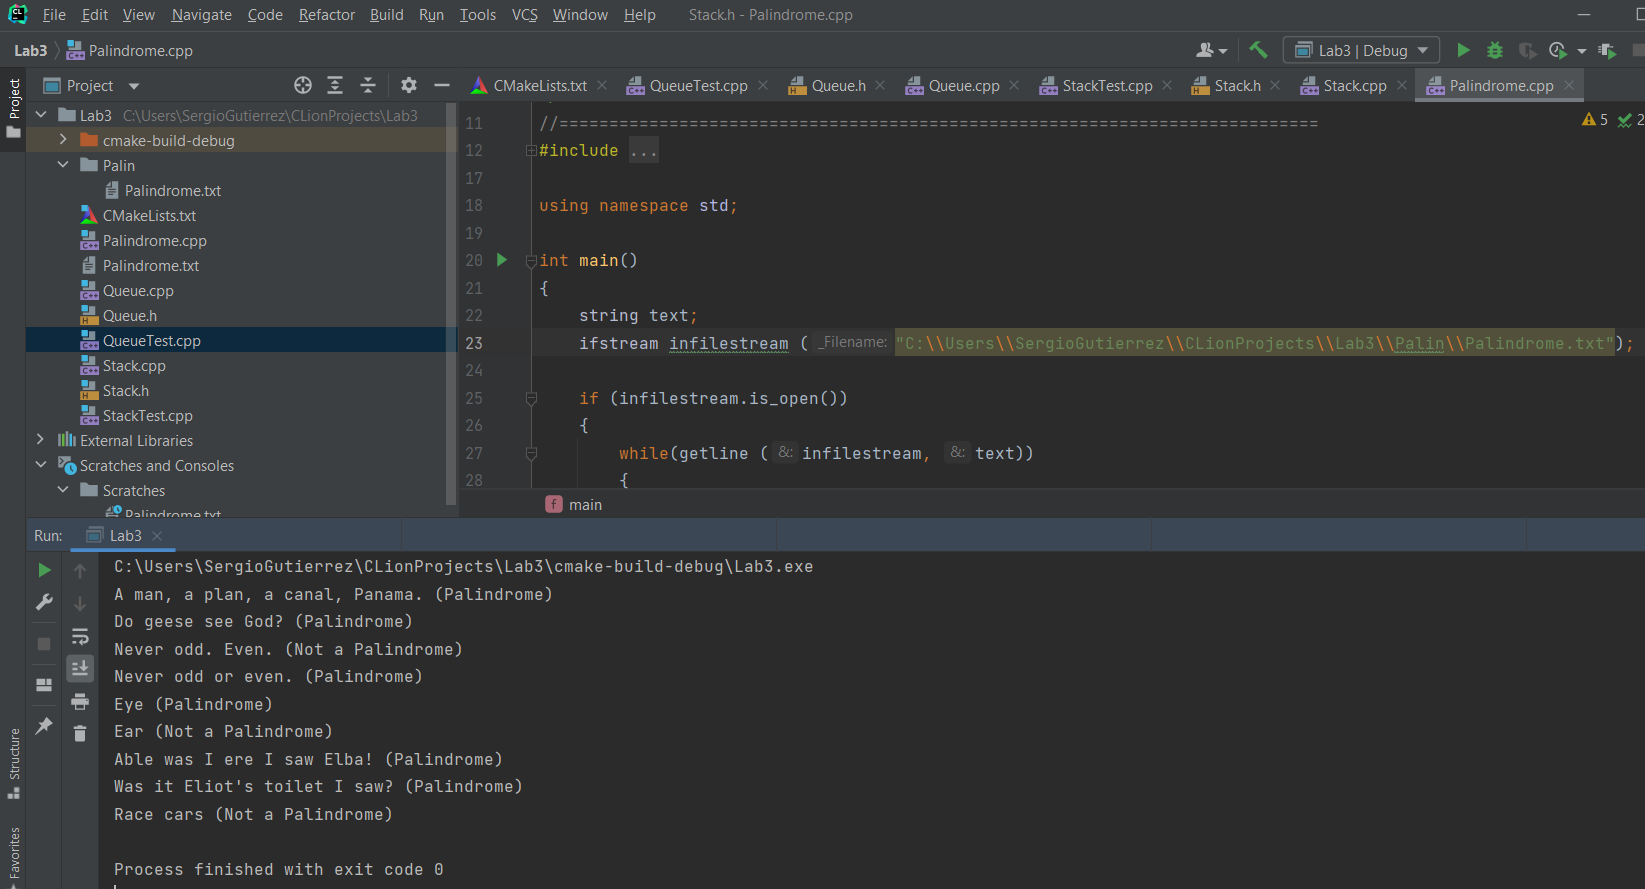 File Edit View Navigate Code Refactor Build Run Tools VCS Window Help Stack.h - Palindrome.cpp
Lab3 Palindrome.cpp Lab3 | Debug
Project
Project
CMakeLists.txt QueueTest.cpp Queue.h Queue.cpp StackTest.cpp Stack.h Stack.cpp Palindrome.cpp
Lab3 C:\Users\SergioGutierrez\CLionProjects\Lab3
cmake-build-debug
Palin
Palindrome.txt
CMakeLists.txt
Palindrome.cpp
Palindrome.txt
Queue.cpp
Queue.h
QueueTest.cpp
Stack.cpp
Stack.h
StackTest.cpp
External Libraries
Scratches and Consoles
Scratches
Palindrome.txt
5 2
11 //============================================================================
12 #include ...
17
18 using namespace std;
19
20 int main()
21 {
22 string text;
23 ifstream infilestream ( _Filename: "C:\\Users\\SergioGutierrez\\CLionProjects\\Lab3\\Palin\\Palindrome.txt");
24
25 if (infilestream.is_open())
26 {
27 while(getline ( &: infilestream, &: text))
28 {
f main
Run: Lab3
C:\Users\SergioGutierrez\CLionProjects\Lab3\cmake-build-debug\Lab3.exe
A man, a plan, a canal, Panama. (Palindrome)
Do geese see God? (Palindrome)
Never odd. Even. (Not a Palindrome)
Never odd or even. (Palindrome)
Eye (Palindrome)
Ear (Not a Palindrome)
Able was I ere I saw Elba! (Palindrome)
Was it Eliot's toilet I saw? (Palindrome)
Race cars (Not a Palindrome)
Process finished with exit code 0
Structure
Favorites